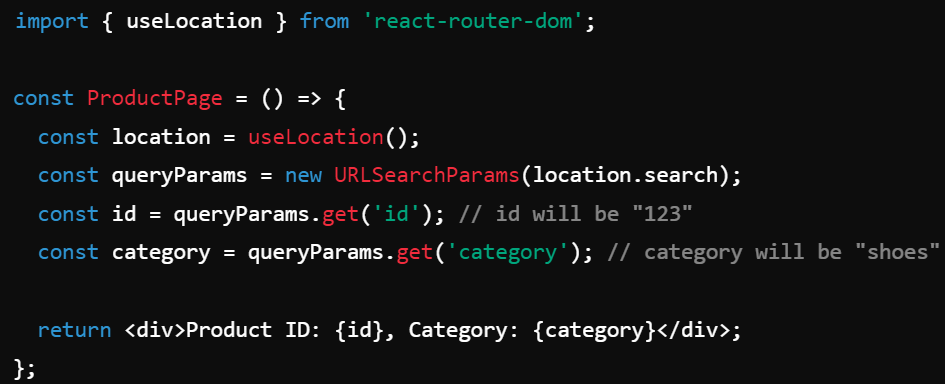 import { useLocation } from 'react-router-dom';
const ProductPage = () => {
const location = useLocation();
const queryParams = new URLSearchParams(location.search);
const id = queryParams.get('id'); // id will be "123"
const category = queryParams.get('category'); // category will be "shoes"
return <div>Product ID: {id}, Category: {category}</div>;
};